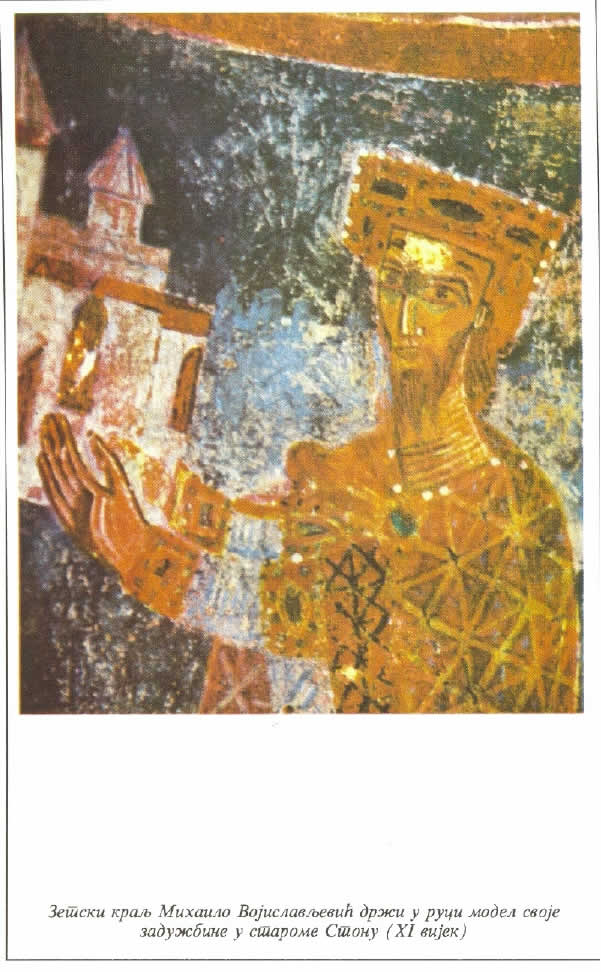 Зетски краљ Михаило Војислављевић држи у руци модел своје
задужбине у староме Стону (XI вијек)